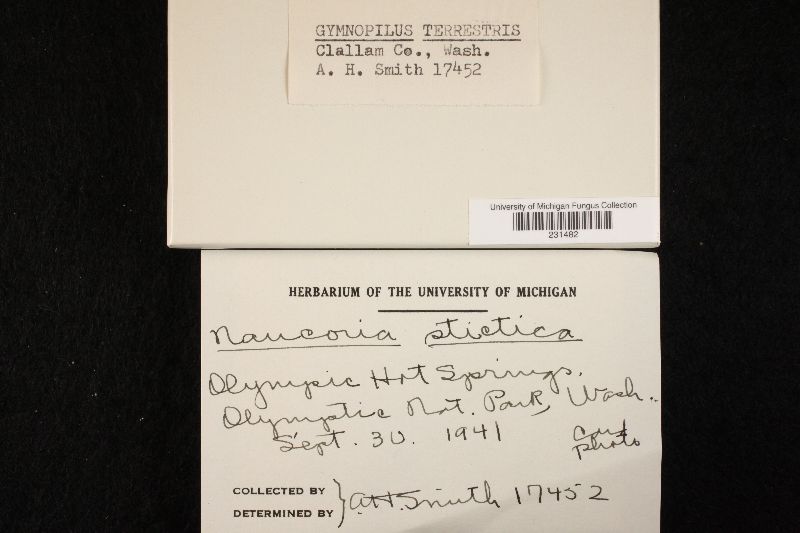 GYMNOPILUS TERRESTRIS
Clallam Co., Wash.
A. H. Smith 17452
University of Michigan Fungus Collection
231482
HERBARIUM OF THE UNIVERSITY OF MICHIGAN
Naucoria stictica
Olympic Hot Springs,
Olympic Nat. Park, Wash.
Sept. 30. 1941
photo
COLLECTED BY
DETERMINED BY
A.H. Smith 17452